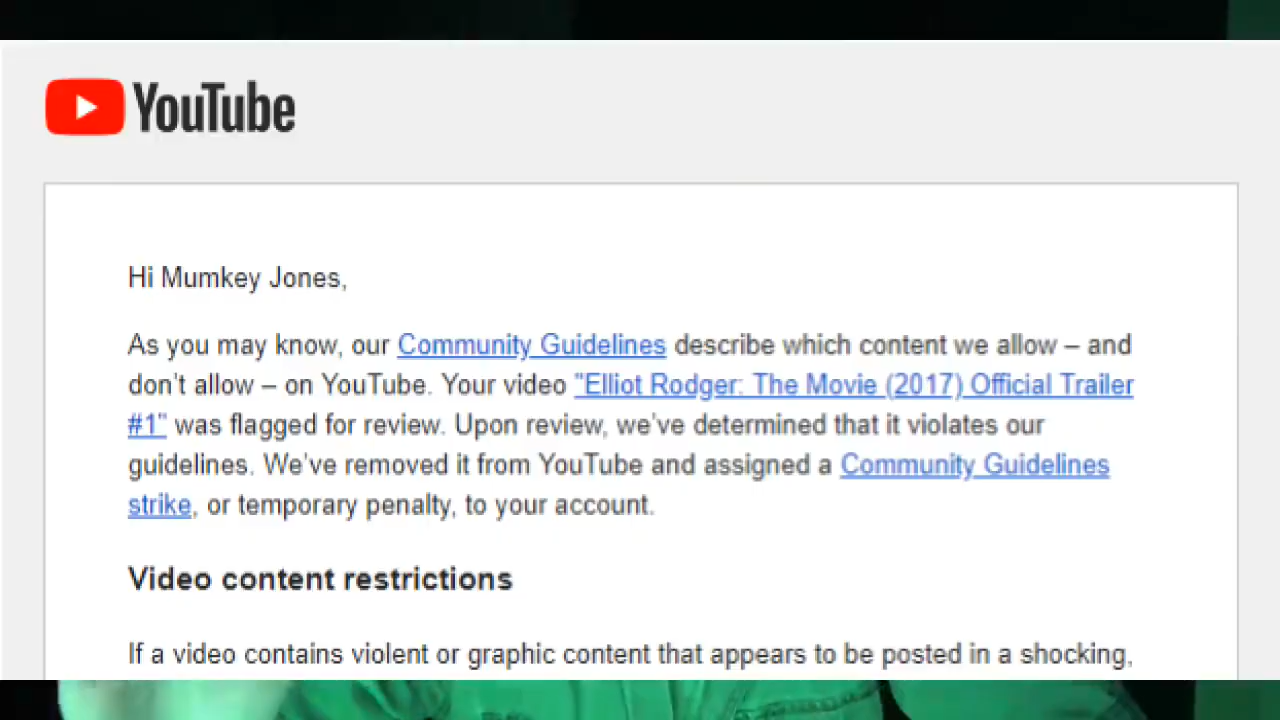 YouTube
Hi Mumkey Jones,
As you may know, our Community Guidelines describe which content we allow – and
don't allow – on YouTube. Your video "Elliot Rodger: The Movie (2017) Official Trailer
#1" was flagged for review. Upon review, we've determined that it violates our
guidelines. We've removed it from YouTube and assigned a Community Guidelines
strike, or temporary penalty, to your account.
Video content restrictions
If a video contains violent or graphic content that appears to be posted in a shocking,